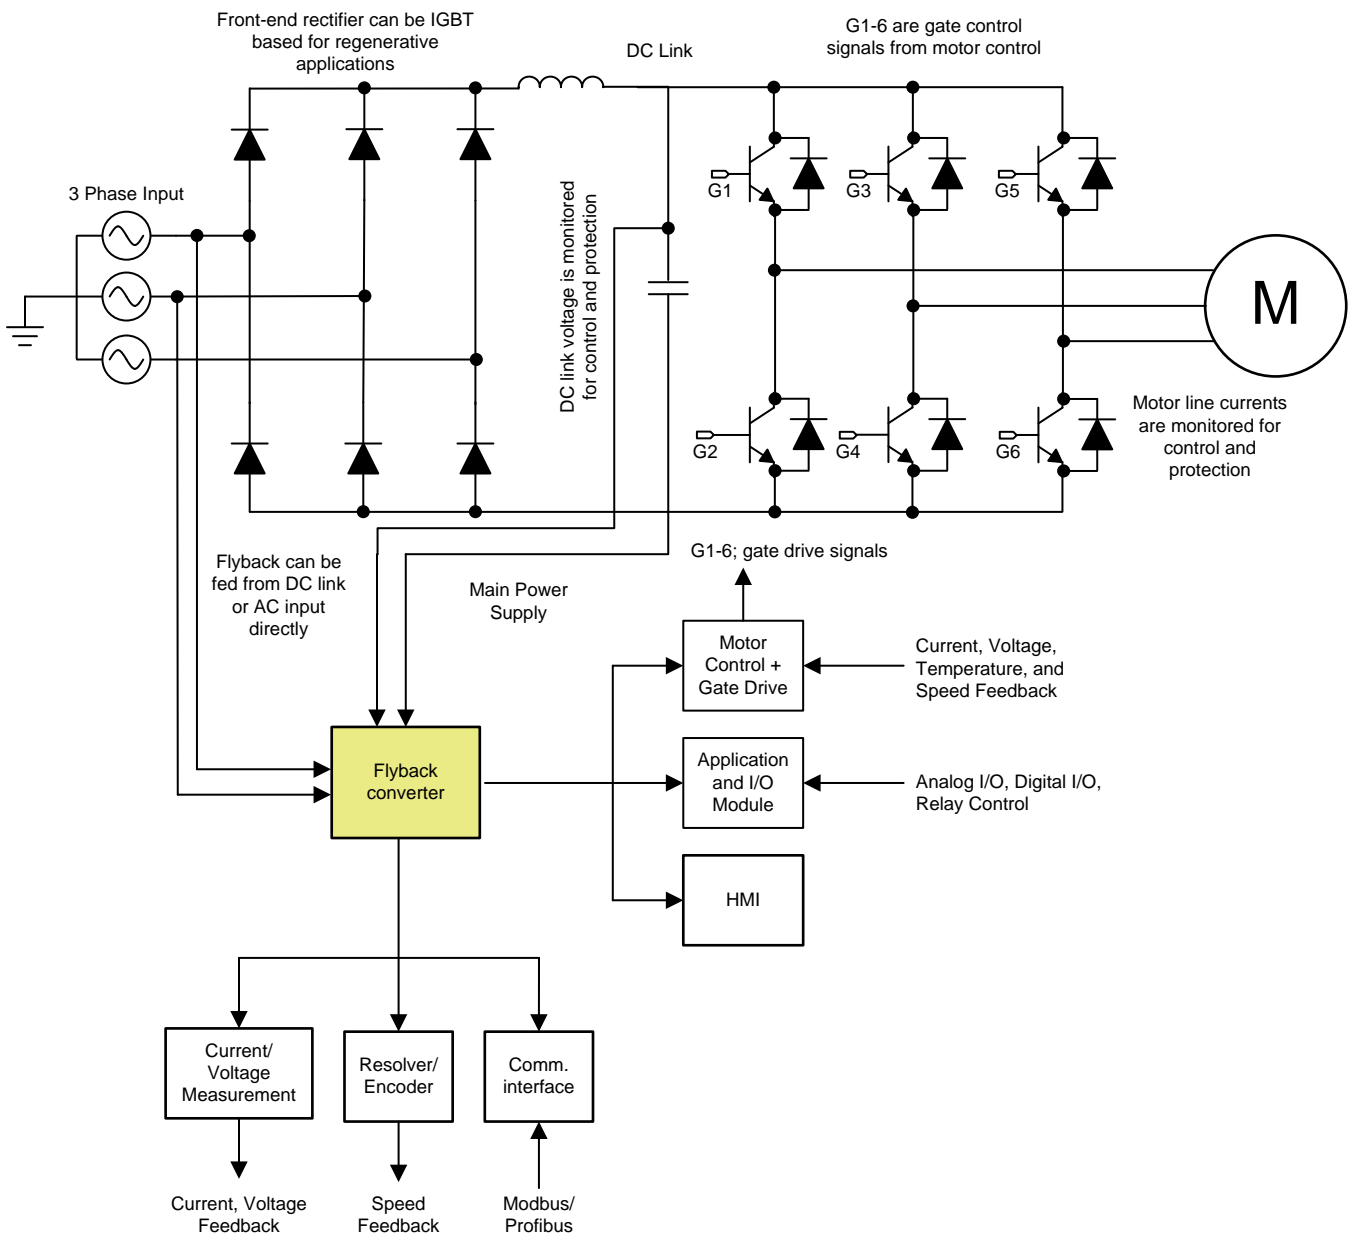 Front-end rectifier can be IGBT
based for regenerative
applications
DC Link
G1-6 are gate control
signals from motor control
3 Phase Input
DC link voltage is monitored
for control and protection
G1
G3
G5
M
G2
G4
G6
Motor line currents
are monitored for
control and
protection
Flyback can be
fed from DC link
or AC input
directly
Main Power
Supply
G1-6; gate drive signals
Motor
Control +
Gate Drive
Current, Voltage,
Temperature, and
Speed Feedback
Flyback
converter
Application
and I/O
Module
Analog I/O, Digital I/O,
Relay Control
HMI
Current/
Voltage
Measurement
Resolver/
Encoder
Comm.
interface
Current, Voltage
Feedback
Speed
Feedback
Modbus/
Profibus